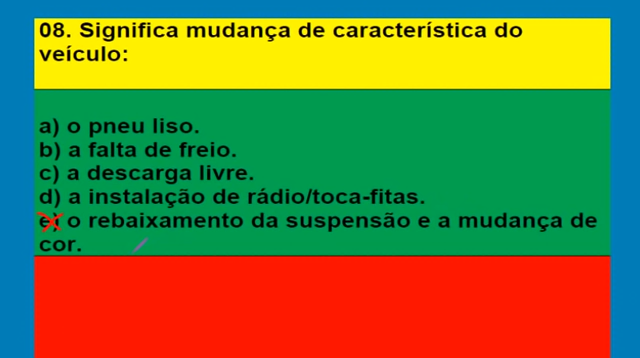 08. Significa mudança de característica do
veículo:
a) o pneu liso.
b) a falta de freio.
c) a descarga livre.
d) a instalação de rádio/toca-fitas.
e) o rebaixamento da suspensão e a mudança de
cor.